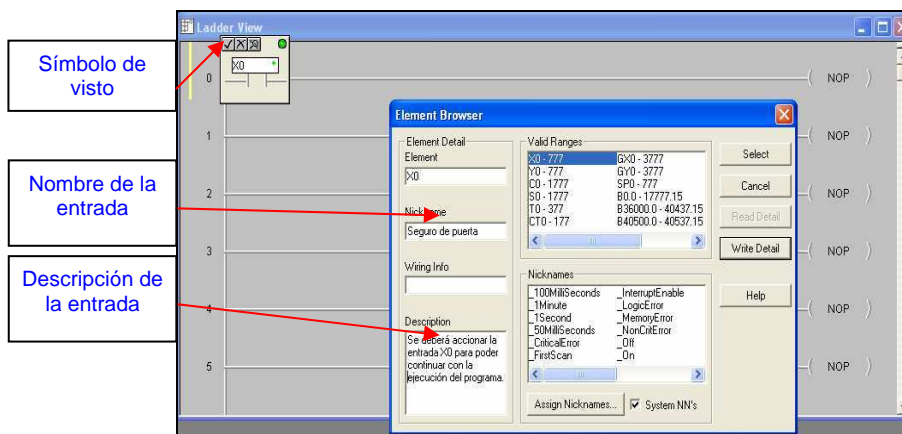 Ladder View
Símbolo de
visto
Nombre de la
entrada
Descripción de
la entrada
X0
0
NOP
1
NOP
2
NOP
3
NOP
4
NOP
5
NOP
Element Browser
Element Detail
Element
X0
Nickname
Seguro de puerta
Wiring Info
Description
Se deberá accionar la
entrada X0 para poder
continuar con la
ejecución del programa.
Valid Ranges
X0 - 777 GX0 - 3777
Y0 - 777 GY0 - 3777
C0 - 1777 SP0 - 777
S0 - 1777 B0.0 - 17777.15
T0 - 377 B36000.0 - 40437.15
CT0 - 177 B40500.0 - 40537.15
Nicknames
_100MilliSeconds _InterruptEnable
_1Minute _LogicError
_1Second _MemoryError
_50MilliSeconds _NonCritError
_CriticalError _Off
_FirstScan _On
Assign Nicknames... System NN's
Select
Cancel
Read Detail
Write Detail
Help